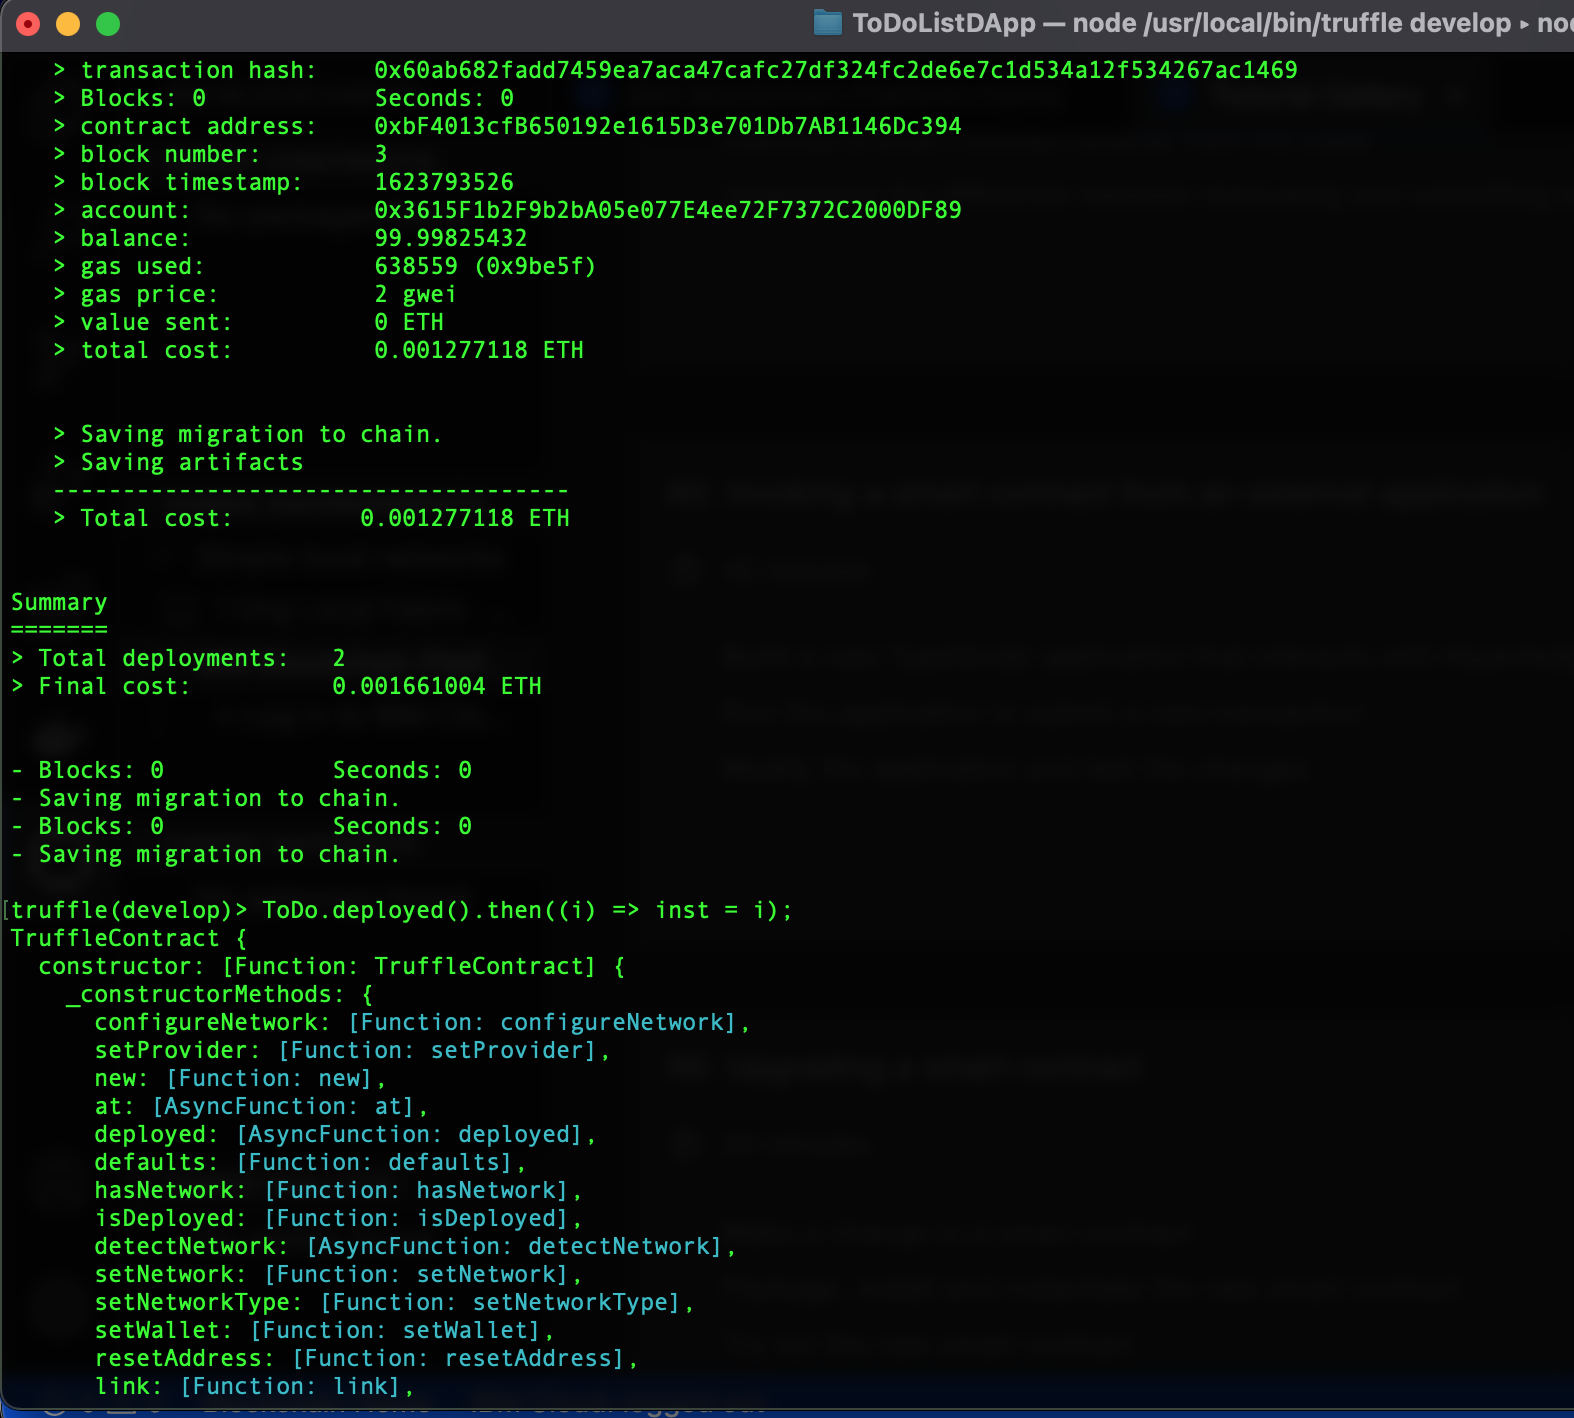 ToDoListDApp — node /usr/local/bin/truffle develop ▸ no
> transaction hash:    0x60ab682fadd7459ea7aca47cafc27df324fc2de6e7c1d534a12f534267ac1469
> Blocks: 0            Seconds: 0
> contract address:    0xbF4013cfB650192e1615D3e701Db7AB1146Dc394
> block number:        3
> block timestamp:     1623793526
> account:             0x3615F1b2F9b2bA05e077E4ee72F7372C2000DF89
> balance:             99.99825432
> gas used:            638559 (0x9be5f)
> gas price:           2 gwei
> value sent:          0 ETH
> total cost:          0.001277118 ETH
> Saving migration to chain.
> Saving artifacts
-------------------------------------
> Total cost:         0.001277118 ETH
Summary
=======
> Total deployments:   2
> Final cost:          0.001661004 ETH
- Blocks: 0            Seconds: 0
- Saving migration to chain.
- Blocks: 0            Seconds: 0
- Saving migration to chain.
[truffle(develop)> ToDo.deployed().then((i) => inst = i);
TruffleContract {
constructor: [Function: TruffleContract] {
_constructorMethods: {
configureNetwork: [Function: configureNetwork],
setProvider: [Function: setProvider],
new: [Function: new],
at: [AsyncFunction: at],
deployed: [AsyncFunction: deployed],
defaults: [Function: defaults],
hasNetwork: [Function: hasNetwork],
isDeployed: [Function: isDeployed],
detectNetwork: [AsyncFunction: detectNetwork],
setNetwork: [Function: setNetwork],
setNetworkType: [Function: setNetworkType],
setWallet: [Function: setWallet],
resetAddress: [Function: resetAddress],
link: [Function: link],